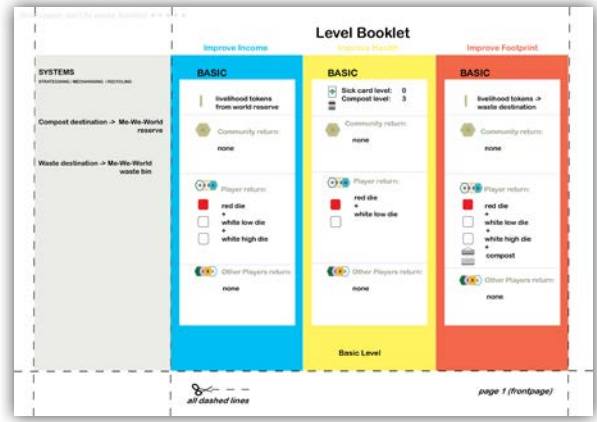 Level Booklet
Improve Income
Improve Health
Improve Footprint
SYSTEMS
STRATEGISING / MECHANISING / RECYCLING
Compost destination -> Me-We-World
reserve
Waste destination -> Me-We-World
waste bin
BASIC
livelihood tokens
from world reserve
Community return:
none
Player return:
red die
+
white low die
+
white high die
Other Players return:
none
BASIC
Sick card level: 0
Compost level: 3
Community return:
none
Player return:
red die
+
white low die
Other Players return:
none
Basic Level
BASIC
livelihood tokens ->
waste destination
Community return:
none
Player return:
red die
+
white low die
+
white high die
+
compost
Other Players return:
none
all dashed lines
page 1 (frontpage)